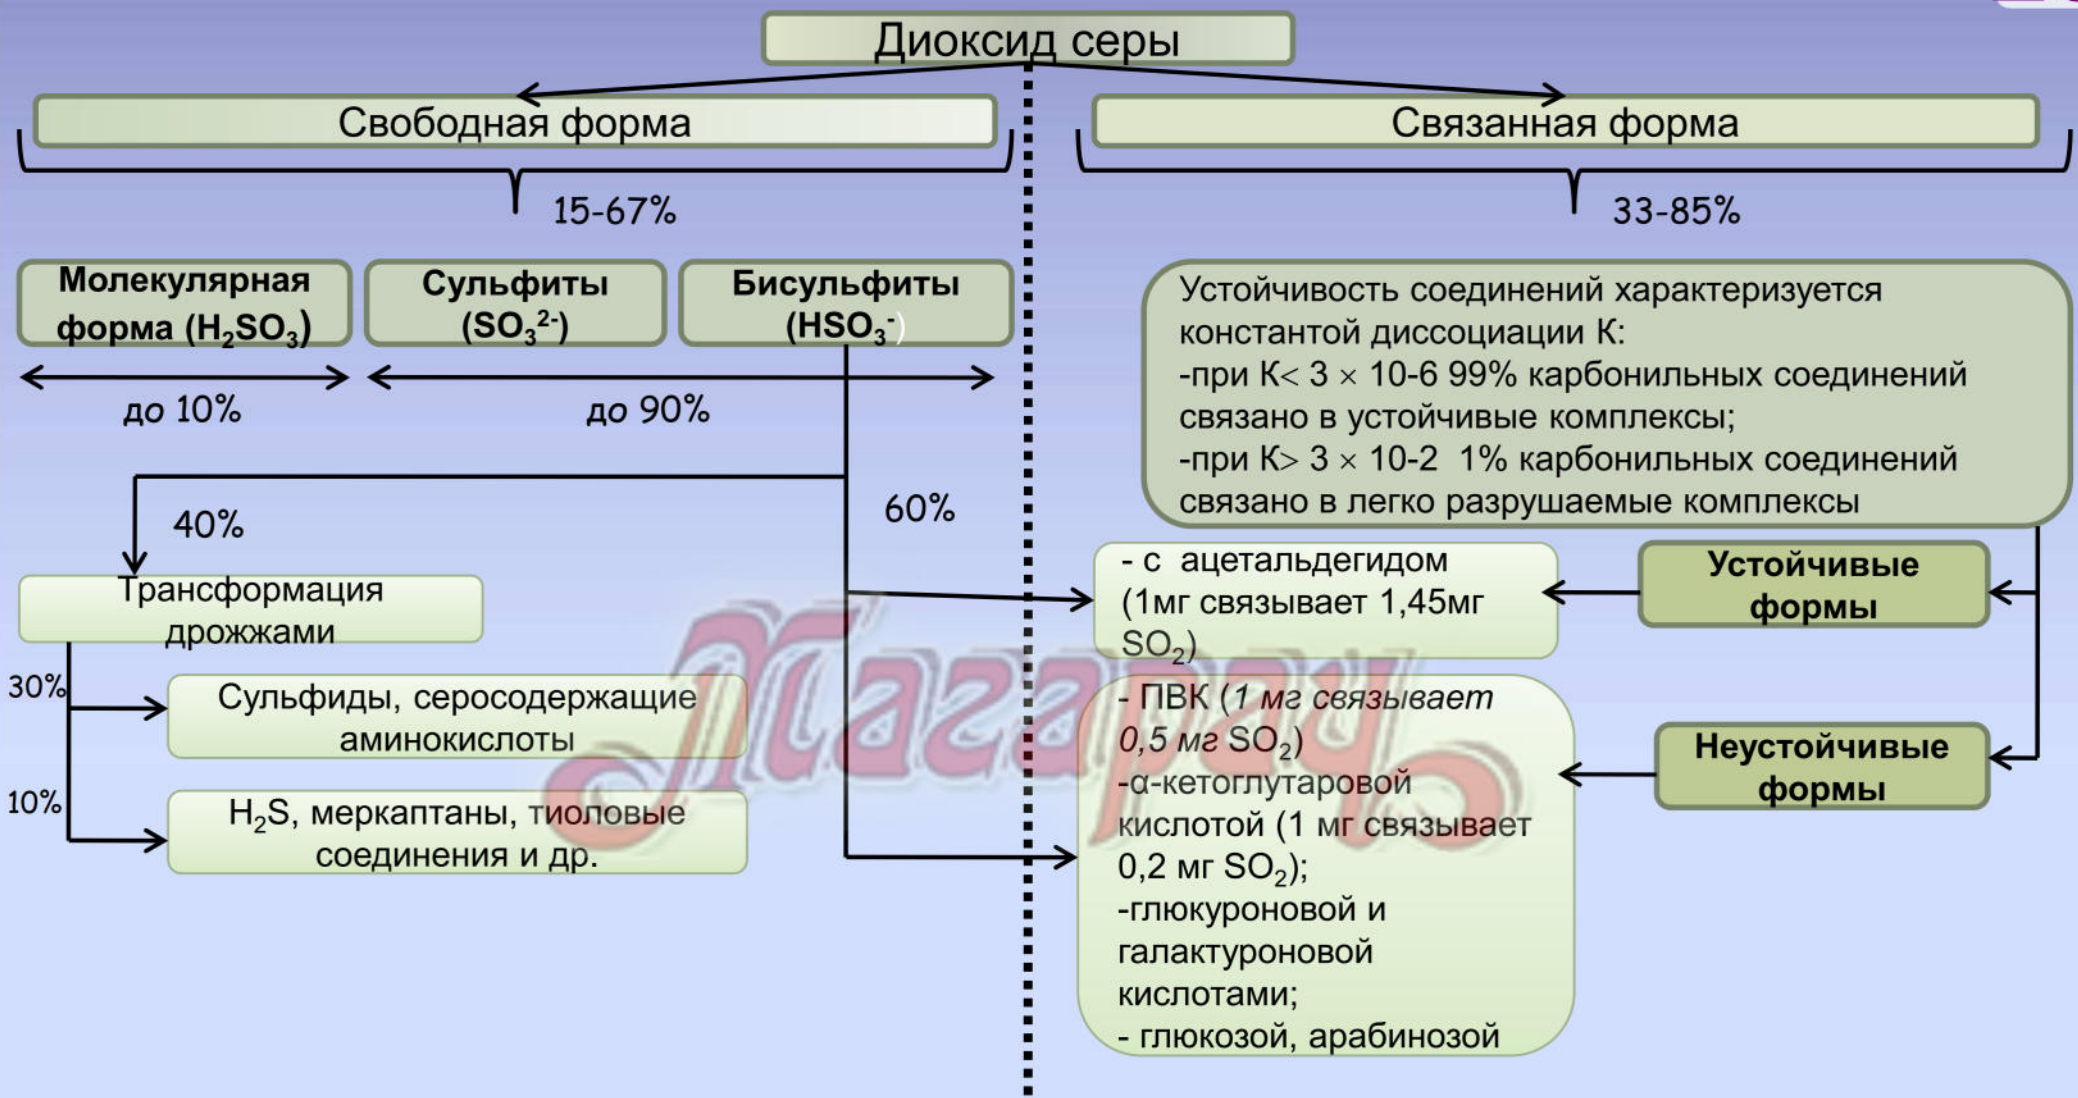 Диоксид серы
Свободная форма
Связанная форма
15-67%
33-85%
Молекулярная
форма (H₂SO₃)
Сульфиты
(SO₃²⁻)
Бисульфиты
(HSO₃⁻)
до 10%
до 90%
Устойчивость соединений характеризуется
константой диссоциации К:
-при К< 3 × 10-6 99% карбонильных соединений
связано в устойчивые комплексы;
-при К> 3 × 10-2 1% карбонильных соединений
связано в легко разрушаемые комплексы
40%
60%
Трансформация
дрожжами
30%
Сульфиды, серосодержащие
аминокислоты
10%
H₂S, меркаптаны, тиоловые
соединения и др.
- с ацетальдегидом
(1мг связывает 1,45мг
SO₂)
Устойчивые
формы
- ПВК (1 мг связывает
0,5 мг SO₂)
-α-кетоглутаровой
кислотой (1 мг связывает
0,2 мг SO₂);
-глюкуроновой и
галактуроновой
кислотами;
- глюкозой, арабинозой
Неустойчивые
формы
Магарач